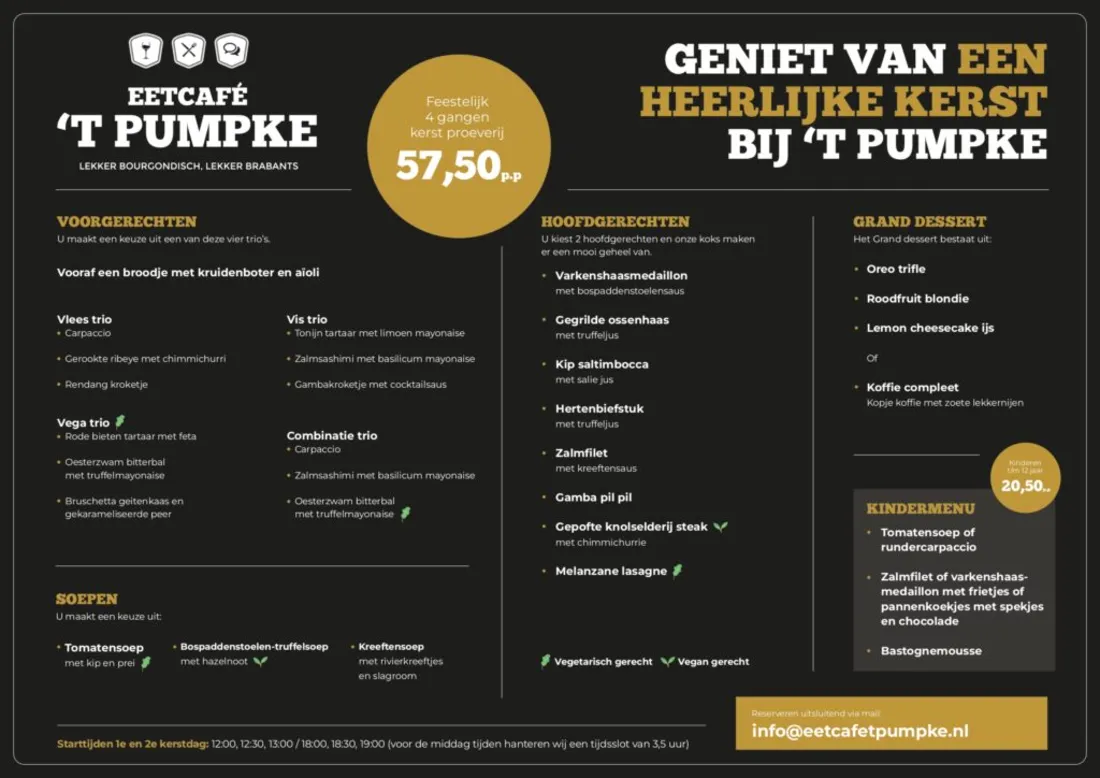 EETCAFÉ
'T PUMPKE
LEKKER BOURGONDISCH, LEKKER BRABANTS
Feestelijk
4 gangen
kerst proeverij
57,50p.p
GENIET VAN EEN
HEERLIJKE KERST
BIJ 'T PUMPKE
VOORGERECHTEN
U maakt een keuze uit een van deze vier trio's.
Vooraf een broodje met kruidenboter en aïoli
Vlees trio
• Carpaccio
• Gerookte ribeye met chimmichurri
• Rendang kroketje
Vis trio
• Tonijn tartaar met limoen mayonaise
• Zalmsashimi met basilicum mayonaise
• Gambakroketje met cocktailsaus
Vega trio
• Rode bieten tartaar met feta
• Oesterzwam bitterbal
met truffelmayonaise
• Bruschetta geitenkaas en
gekarameliseerde peer
Combinatie trio
• Carpaccio
• Zalmsashimi met basilicum mayonaise
• Oesterzwam bitterbal
met truffelmayonaise
SOEPEN
U maakt een keuze uit:
• Tomatensoep
met kip en prei
• Bospaddenstoelen-truffelsoep
met hazelnoot
• Kreeftensoep
met rivierkreeftjes
en slagroom
HOOFDGERECHTEN
U kiest 2 hoofdgerechten en onze koks maken
er een mooi geheel van.
• Varkenshaasmedaillon
met bospaddenstoelensaus
• Gegrilde ossenhaas
met truffeljus
• Kip saltimbocca
met salie jus
• Hertenbiefstuk
met truffeljus
• Zalmfilet
met kreeftensaus
• Gamba pil pil
• Gepofte knolselderij steak
met chimmichurrie
• Melanzane lasagne
Vegetarisch gerecht Vegan gerecht
GRAND DESSERT
Het Grand dessert bestaat uit:
• Oreo trifle
• Roodfruit blondie
• Lemon cheesecake ijs
Of
• Koffie compleet
Kopje koffie met zoete lekkernijen
Kinderen
t/m 12 jaar
20,50
KINDERMENU
• Tomatensoep of
rundercarpaccio
• Zalmfilet of varkenshaas-
medaillon met frietjes of
pannenkoekjes met spekjes
en chocolade
• Bastognemousse
Starttijden 1e en 2e kerstdag: 12:00, 12:30, 13:00 / 18:00, 18:30, 19:00 (voor de middag tijden hanteren wij een tijdsslot van 3,5 uur)
Reserveren uitsluitend via mail:
info@eetcafetpumpke.nl